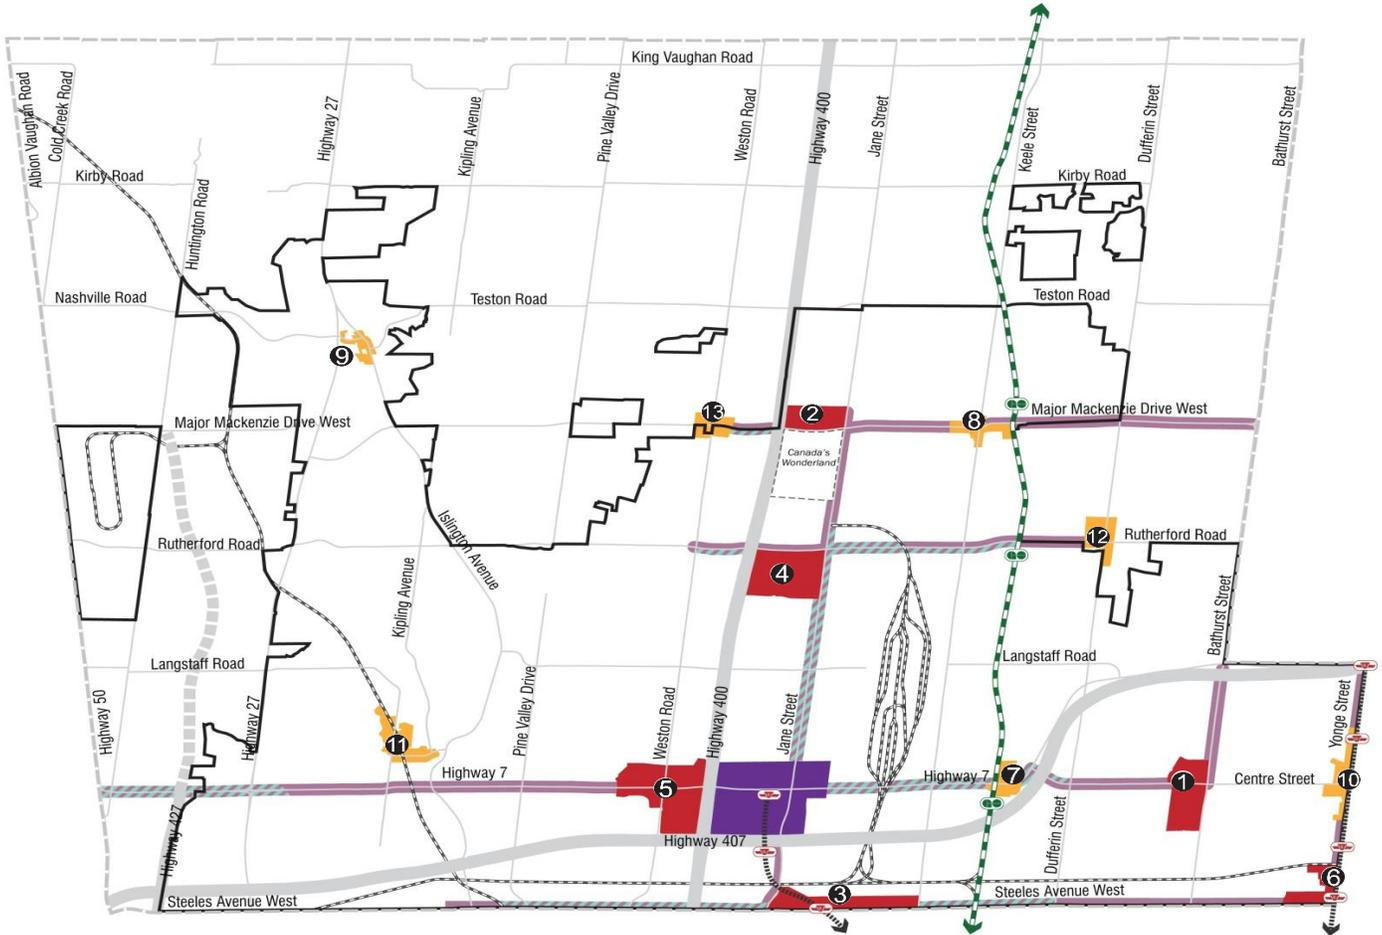 King Vaughan Road
Albion Vaughan Road
Cold Creek Road
Highway 27
Kipling Avenue
Pine Valley Drive
Weston Road
Highway 400
Jane Street
Keele Street
Dufferin Street
Bathurst Street
Kirby Road
Kirby Road
Huntington Road
Nashville Road
Teston Road
Teston Road
9
13
2
8
Major Mackenzie Drive West
Major Mackenzie Drive West
Canada's
Wonderland
Islington Avenue
Rutherford Road
12
Rutherford Road
4
Kipling Avenue
Bathurst Street
Langstaff Road
Langstaff Road
Highway 50
Highway 27
Pine Valley Drive
Weston Road
Highway 400
Jane Street
Yonge Street
11
Highway 7
5
Highway 7
7
1
Centre Street
10
Highway 427
Highway 407
Dufferin Street
Steeles Avenue West
3
Steeles Avenue West
6